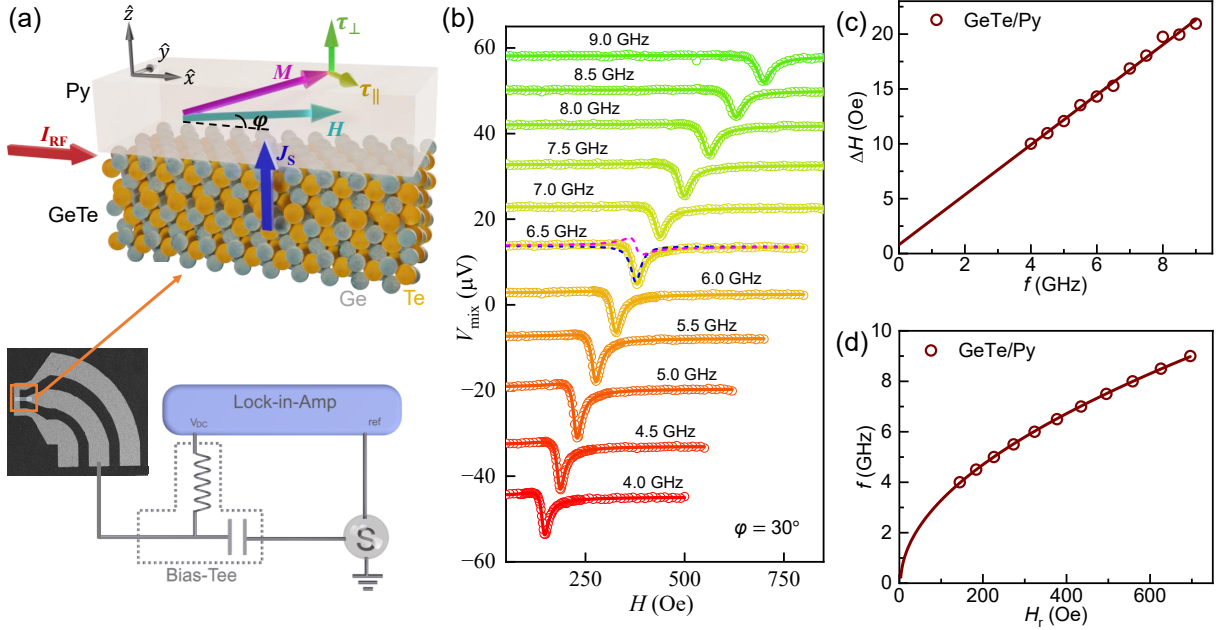 (a)
ẑ
ŷ
x̂
Py
M
τ⊥
τ∥
H
φ
I_RF
J_S
GeTe
Ge
Te
Lock-in-Amp
V_DC
ref
S
Bias-Tee
(b)
60
40
20
0
−20
−40
−60
V_mix (μV)
9.0 GHz
8.5 GHz
8.0 GHz
7.5 GHz
7.0 GHz
6.5 GHz
6.0 GHz
5.5 GHz
5.0 GHz
4.5 GHz
4.0 GHz
φ = 30°
250
500
750
H (Oe)
(c)
GeTe/Py
20
15
10
5
0
ΔH (Oe)
0
2
4
6
8
f (GHz)
(d)
GeTe/Py
10
8
6
4
2
0
f (GHz)
0
200
400
600
H_r (Oe)